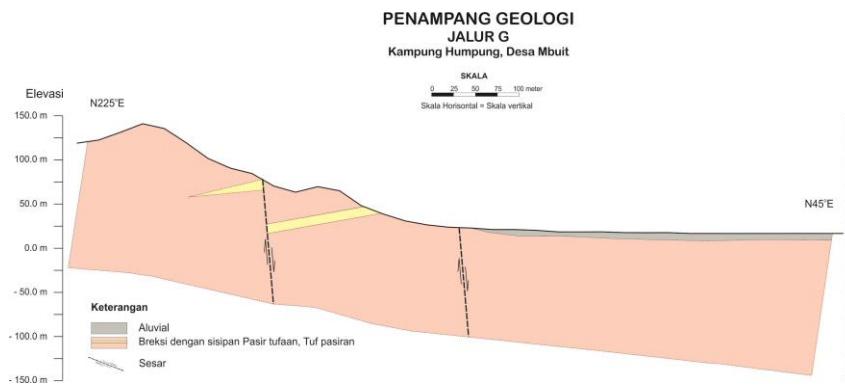 PENAMPANG GEOLOGI
JALUR G
Kampung Humpung, Desa Mbuit
SKALA
0 25 50 75 100 meter
Skala Horisontal = Skala vertikal
Elevasi
N225°E
N45°E
150.0 m
100.0 m
50.0 m
0.0 m
- 50.0 m
- 100.0 m
- 150.0 m
Keterangan
Aluvial
Breksi dengan sisipan Pasir tufaan, Tuf pasiran
Sesar